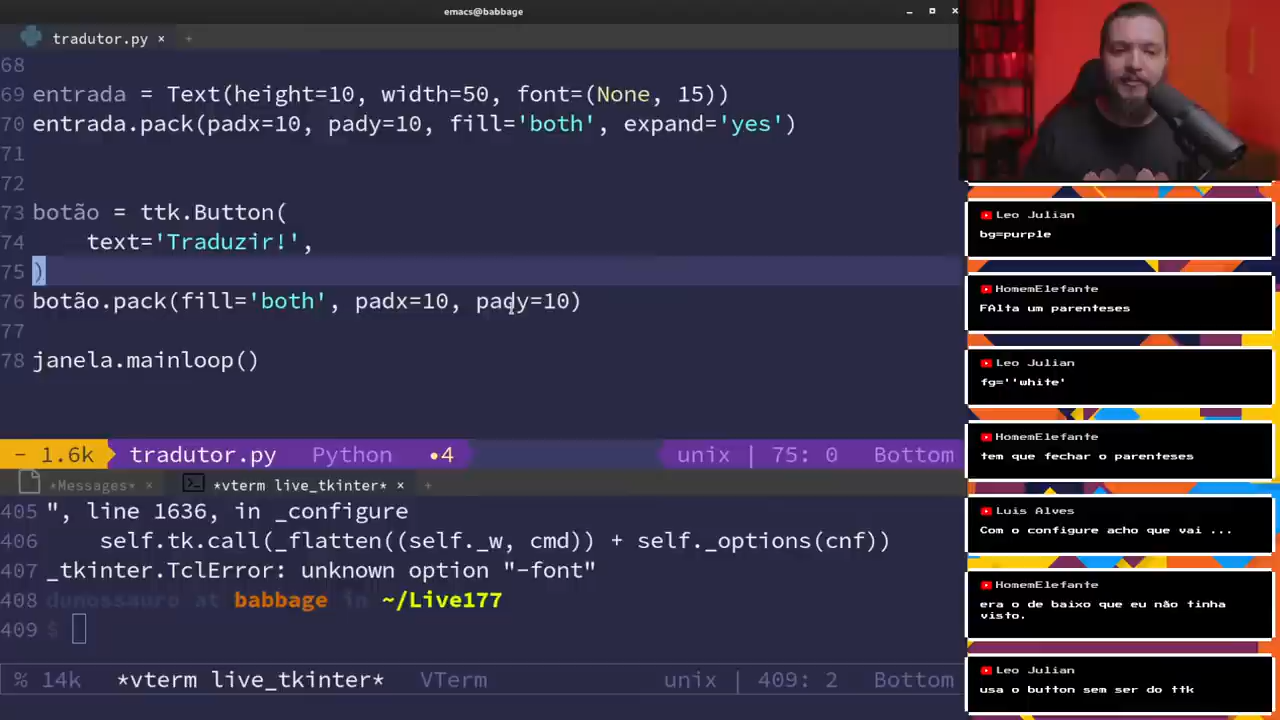 emacs@babbage
tradutor.py × +
68
69 entrada = Text(height=10, width=50, font=(None, 15))
70 entrada.pack(padx=10, pady=10, fill='both', expand='yes')
71
72
73 botão = ttk.Button(
74 text='Traduzir!',
75 )
76 botão.pack(fill='both', padx=10, pady=10)
77
78 janela.mainloop()
- 1.6k tradutor.py Python •4 unix | 75: 0 Bottom
*Messages* × *vterm live_tkinter* × +
405 ", line 1636, in _configure
406 self.tk.call(_flatten((self._w, cmd)) + self._options(cnf))
407 _tkinter.TclError: unknown option "-font"
408 dunossauro at babbage in ~/Live177
409 $
% 14k *vterm live_tkinter* VTerm unix | 409: 2 Bottom
Leo Julian
bg=purple
HomemElefante
FAlta um parenteses
Leo Julian
fg=''white'
HomemElefante
tem que fechar o parenteses
Luis Alves
Com o configure acho que vai ...
HomemElefante
era o de baixo que eu não tinha
visto.
Leo Julian
usa o button sem ser do ttk